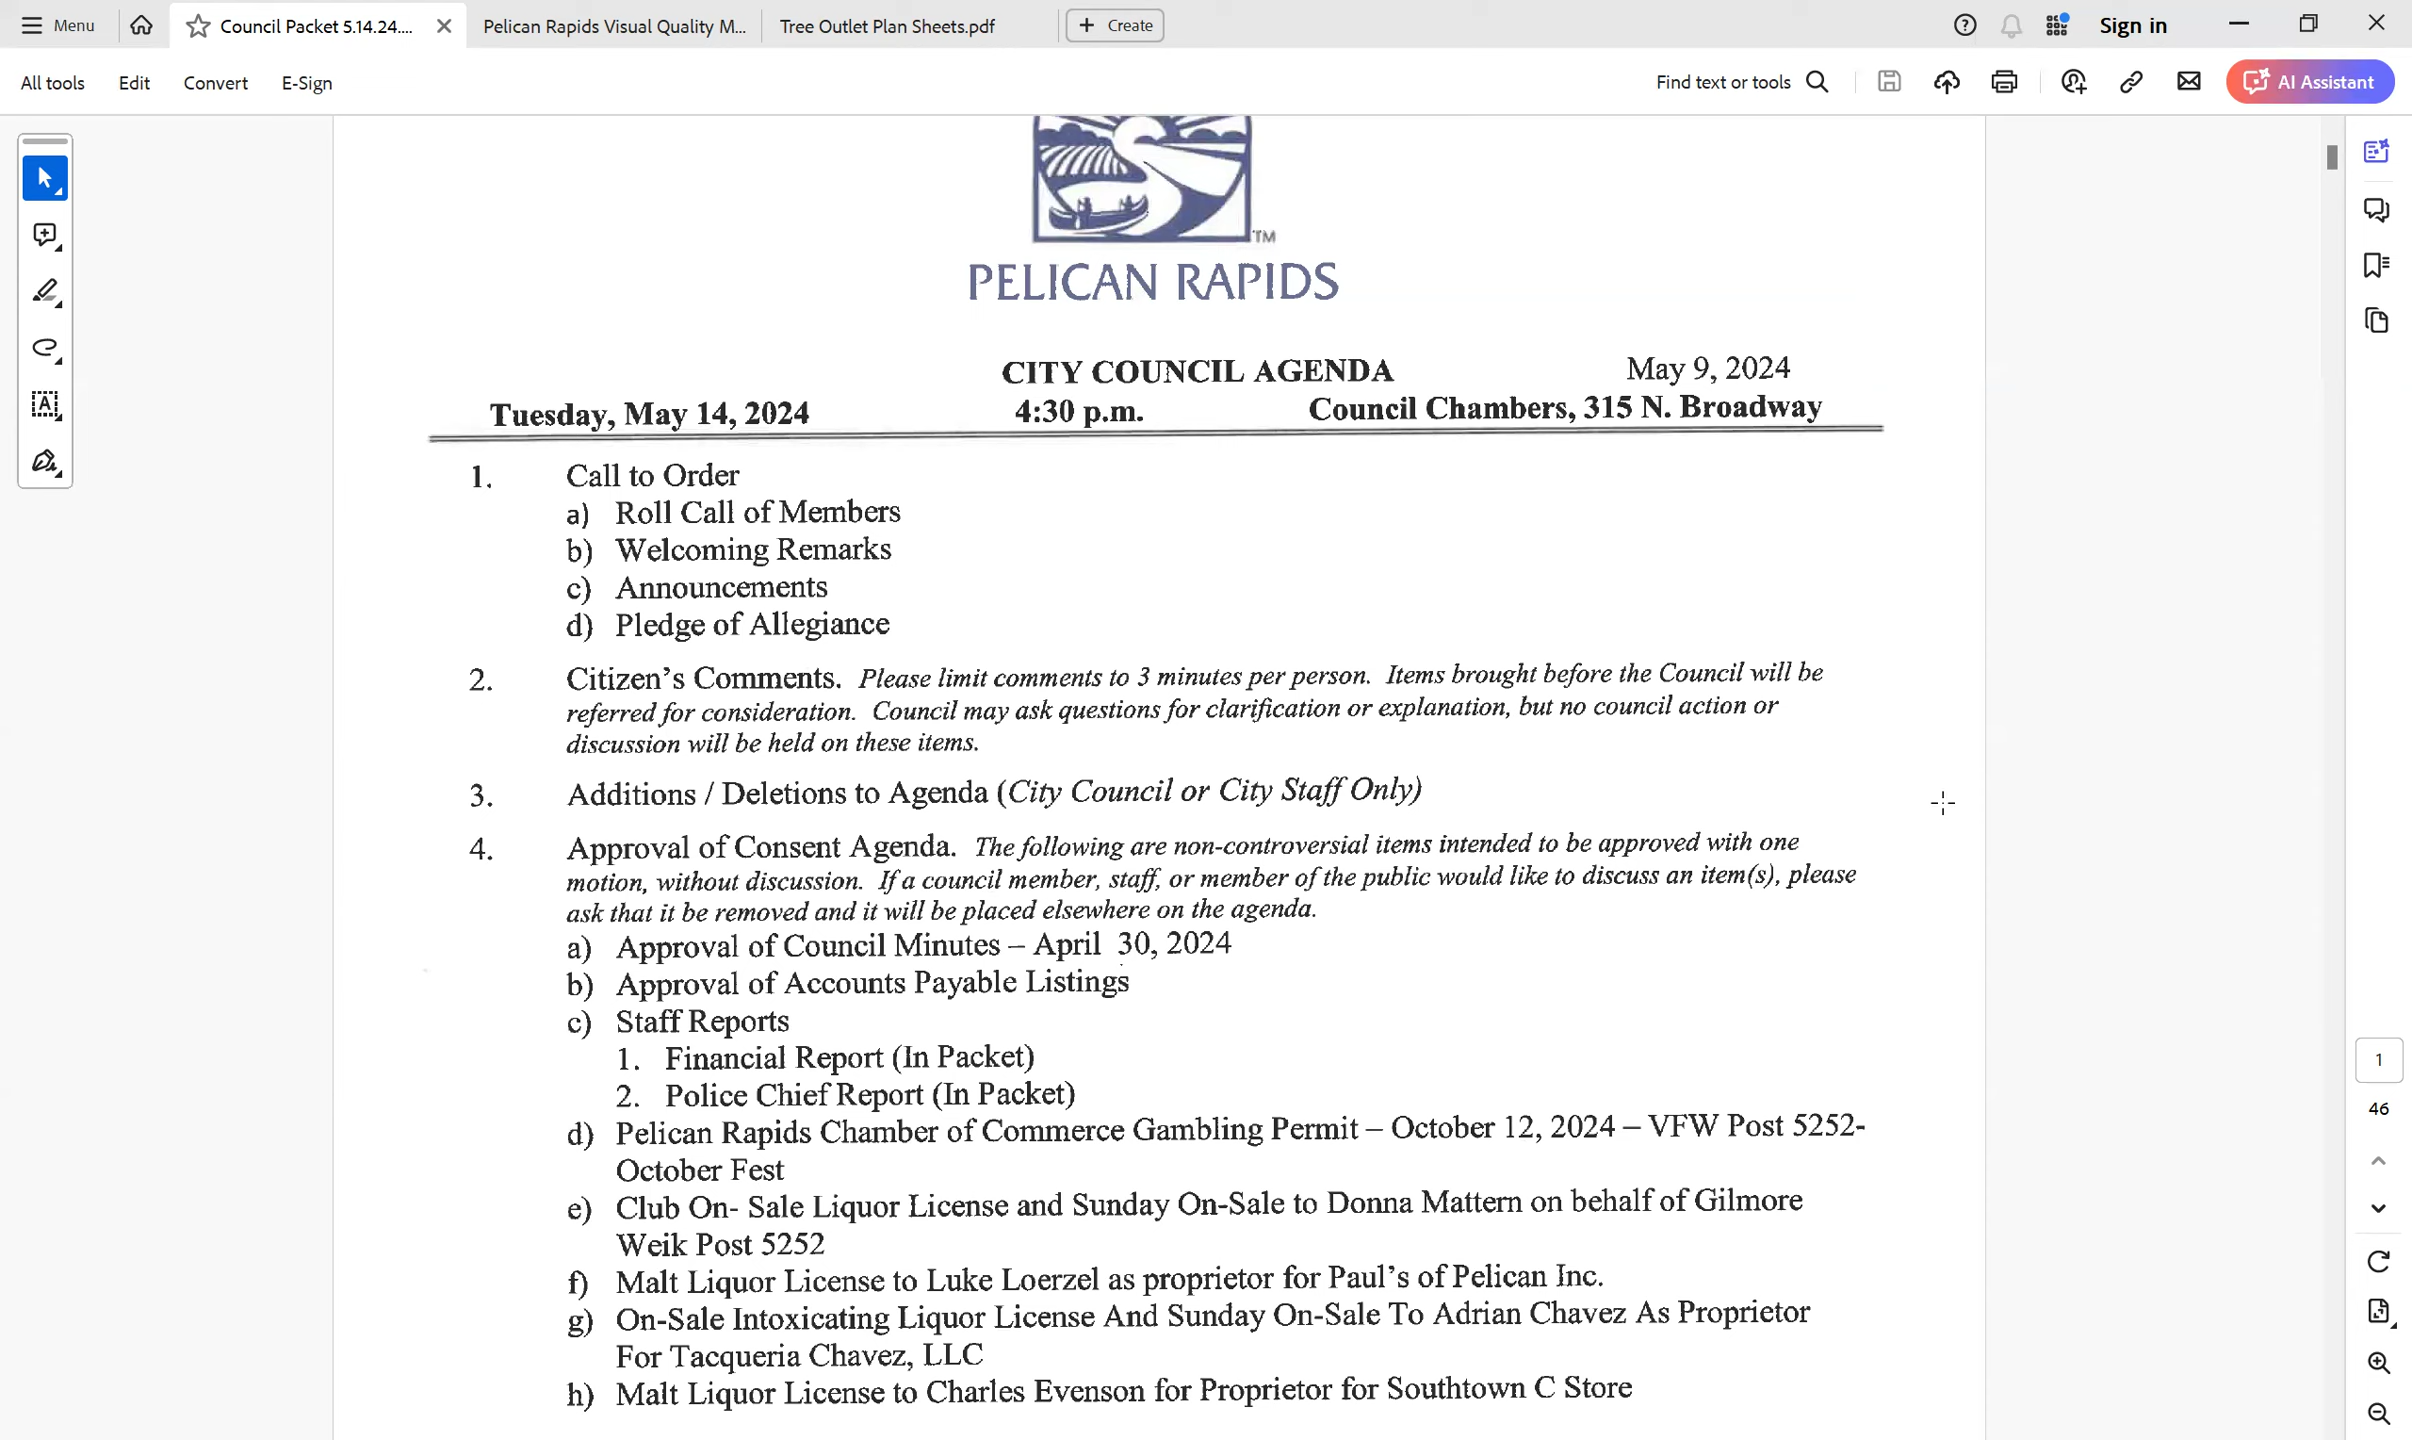 Menu
Council Packet 5.14.24....
Pelican Rapids Visual Quality M...
Tree Outlet Plan Sheets.pdf
+ Create
Sign in
All tools
Edit
Convert
E-Sign
Find text or tools
AI Assistant
TM
PELICAN RAPIDS
CITY COUNCIL AGENDA
May 9, 2024
Tuesday, May 14, 2024
4:30 p.m.
Council Chambers, 315 N. Broadway
1. Call to Order
a) Roll Call of Members
b) Welcoming Remarks
c) Announcements
d) Pledge of Allegiance
2. Citizen's Comments. Please limit comments to 3 minutes per person. Items brought before the Council will be
referred for consideration. Council may ask questions for clarification or explanation, but no council action or
discussion will be held on these items.
3. Additions / Deletions to Agenda (City Council or City Staff Only)
4. Approval of Consent Agenda. The following are non-controversial items intended to be approved with one
motion, without discussion. If a council member, staff, or member of the public would like to discuss an item(s), please
ask that it be removed and it will be placed elsewhere on the agenda.
a) Approval of Council Minutes – April 30, 2024
b) Approval of Accounts Payable Listings
c) Staff Reports
1. Financial Report (In Packet)
2. Police Chief Report (In Packet)
d) Pelican Rapids Chamber of Commerce Gambling Permit – October 12, 2024 – VFW Post 5252-
October Fest
e) Club On- Sale Liquor License and Sunday On-Sale to Donna Mattern on behalf of Gilmore
Weik Post 5252
f) Malt Liquor License to Luke Loerzel as proprietor for Paul's of Pelican Inc.
g) On-Sale Intoxicating Liquor License And Sunday On-Sale To Adrian Chavez As Proprietor
For Tacqueria Chavez, LLC
h) Malt Liquor License to Charles Evenson for Proprietor for Southtown C Store
1
46